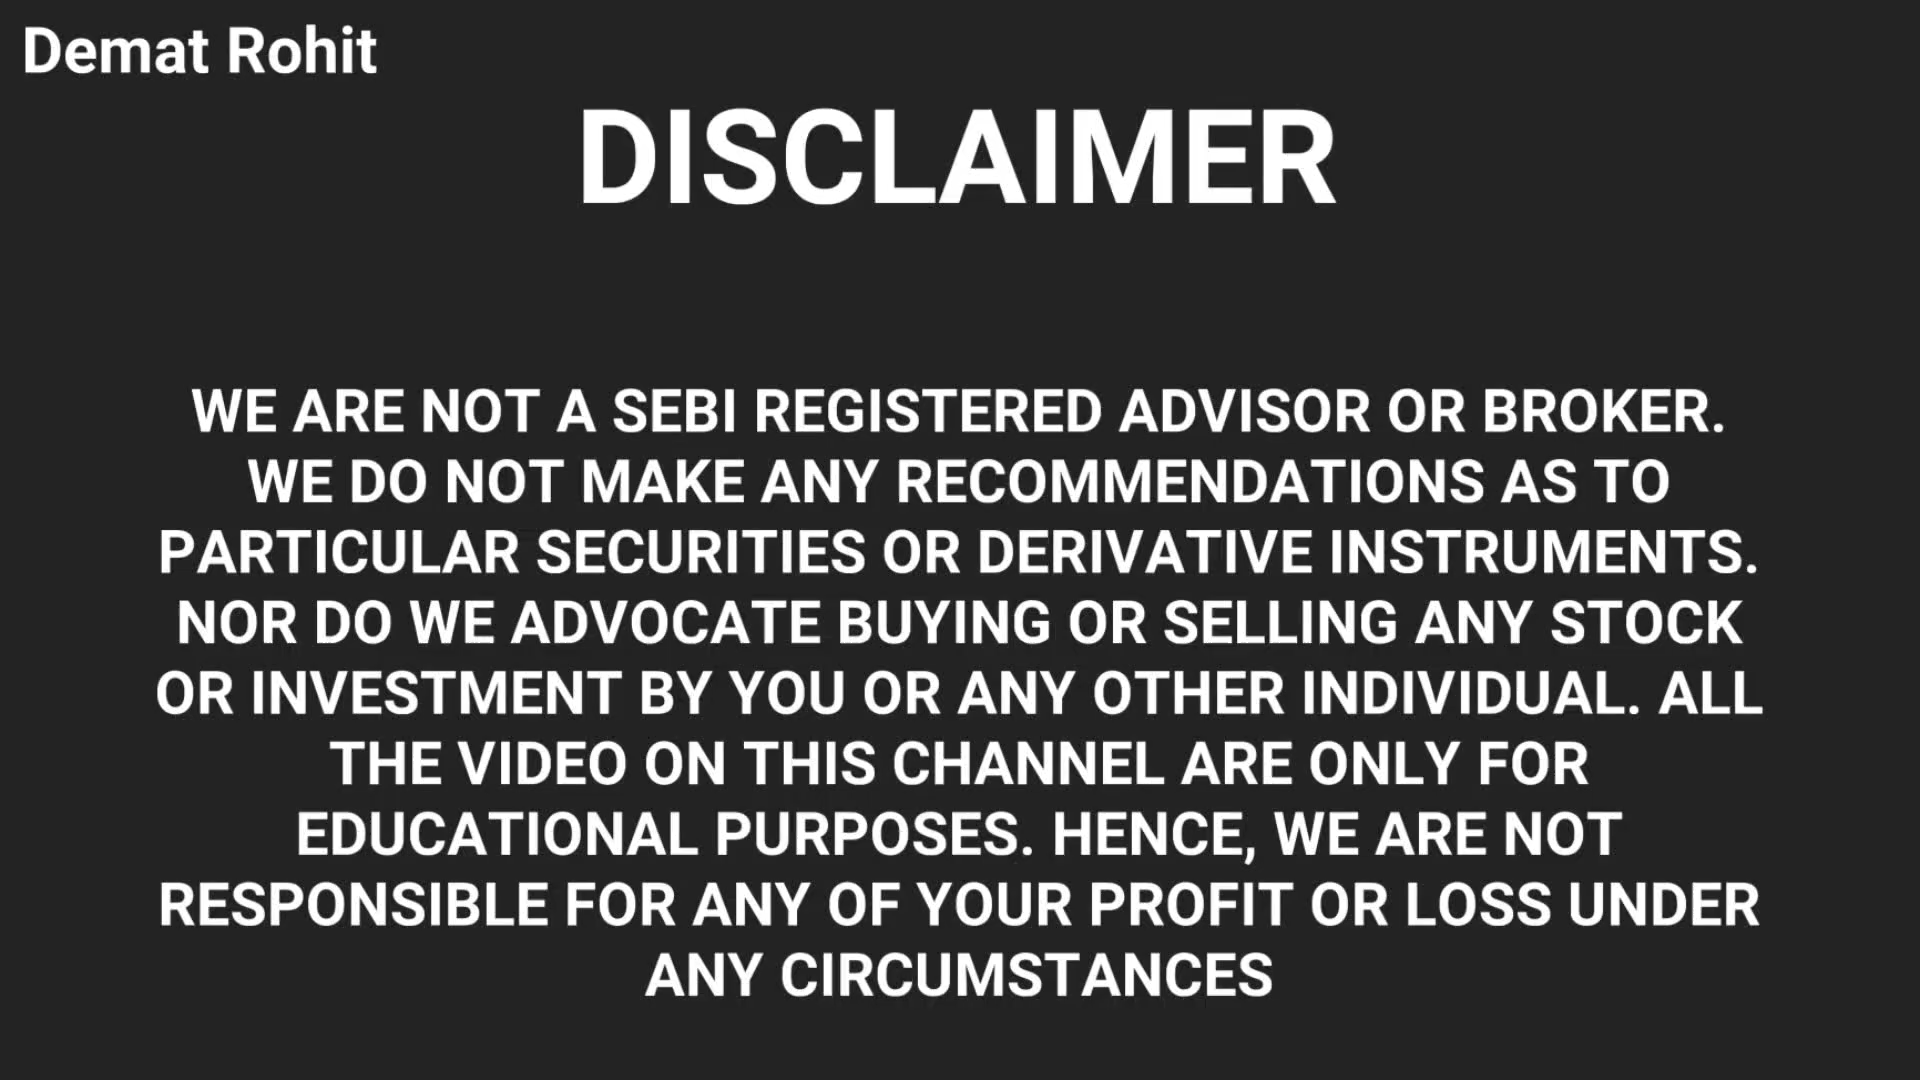 Demat Rohit
DISCLAIMER
WE ARE NOT A SEBI REGISTERED ADVISOR OR BROKER.
WE DO NOT MAKE ANY RECOMMENDATIONS AS TO
PARTICULAR SECURITIES OR DERIVATIVE INSTRUMENTS.
NOR DO WE ADVOCATE BUYING OR SELLING ANY STOCK
OR INVESTMENT BY YOU OR ANY OTHER INDIVIDUAL. ALL
THE VIDEO ON THIS CHANNEL ARE ONLY FOR
EDUCATIONAL PURPOSES. HENCE, WE ARE NOT
RESPONSIBLE FOR ANY OF YOUR PROFIT OR LOSS UNDER
ANY CIRCUMSTANCES